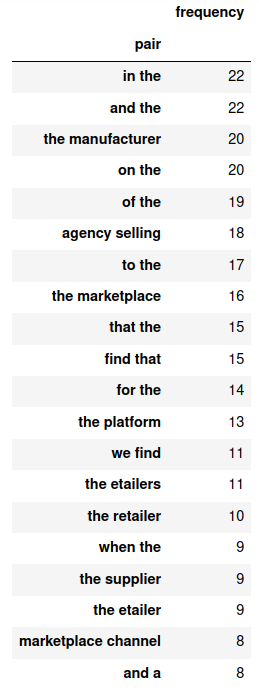 frequency
pair
in the 22
and the 22
the manufacturer 20
on the 20
of the 19
agency selling 18
to the 17
the marketplace 16
that the 15
find that 15
for the 14
the platform 13
we find 11
the etailers 11
the retailer 10
when the 9
the supplier 9
the etailer 9
marketplace channel 8
and a 8